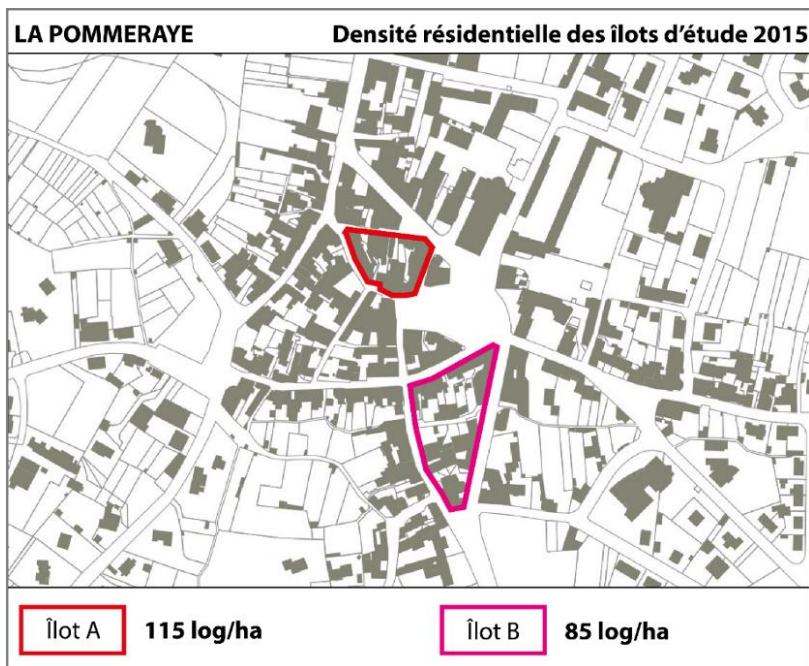 LA POMMERAYE Densité résidentielle des îlots d’étude 2015
Îlot A 115 log/ha Îlot B 85 log/ha